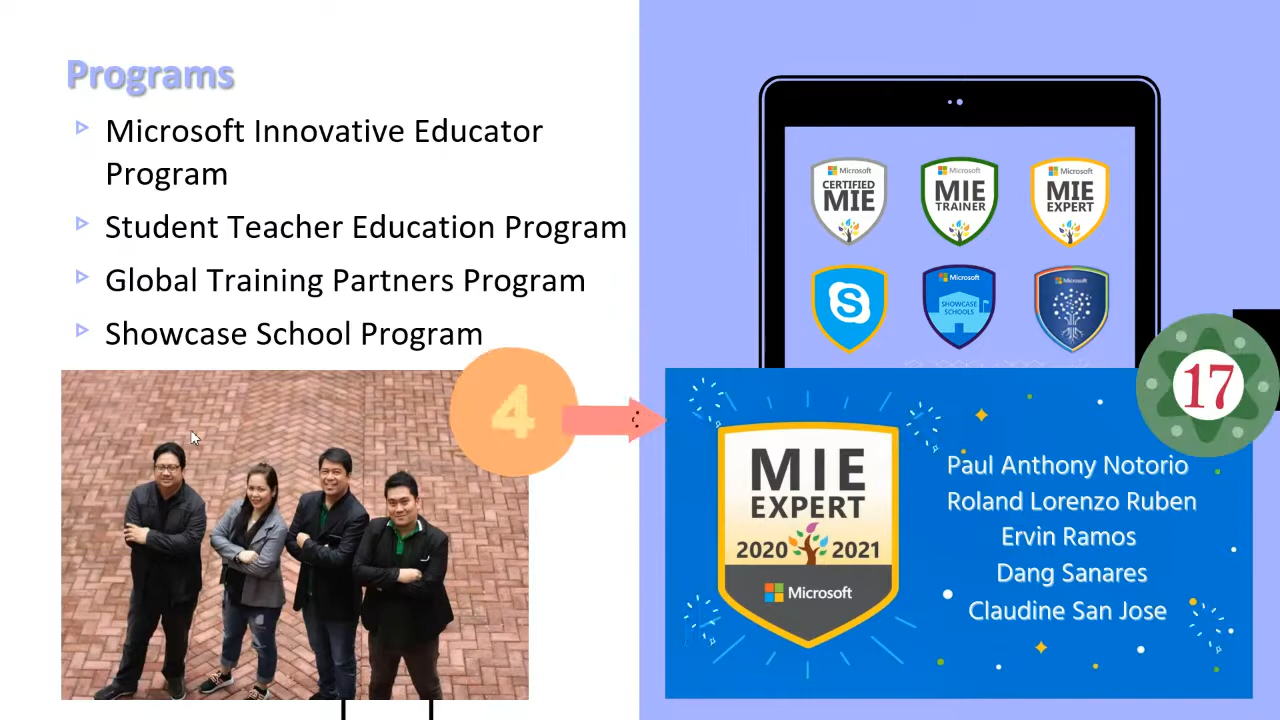 Programs
Microsoft Innovative Educator
Program
Student Teacher Education Program
Global Training Partners Program
Showcase School Program
4
Microsoft
CERTIFIED
MIE
Microsoft
MIE
TRAINER
Microsoft
MIE
EXPERT
S
Microsoft
SHOWCASE
SCHOOLS
Microsoft
17
MIE
EXPERT
2020 2021
Microsoft
Paul Anthony Notorio
Roland Lorenzo Ruben
Ervin Ramos
Dang Sanares
Claudine San Jose